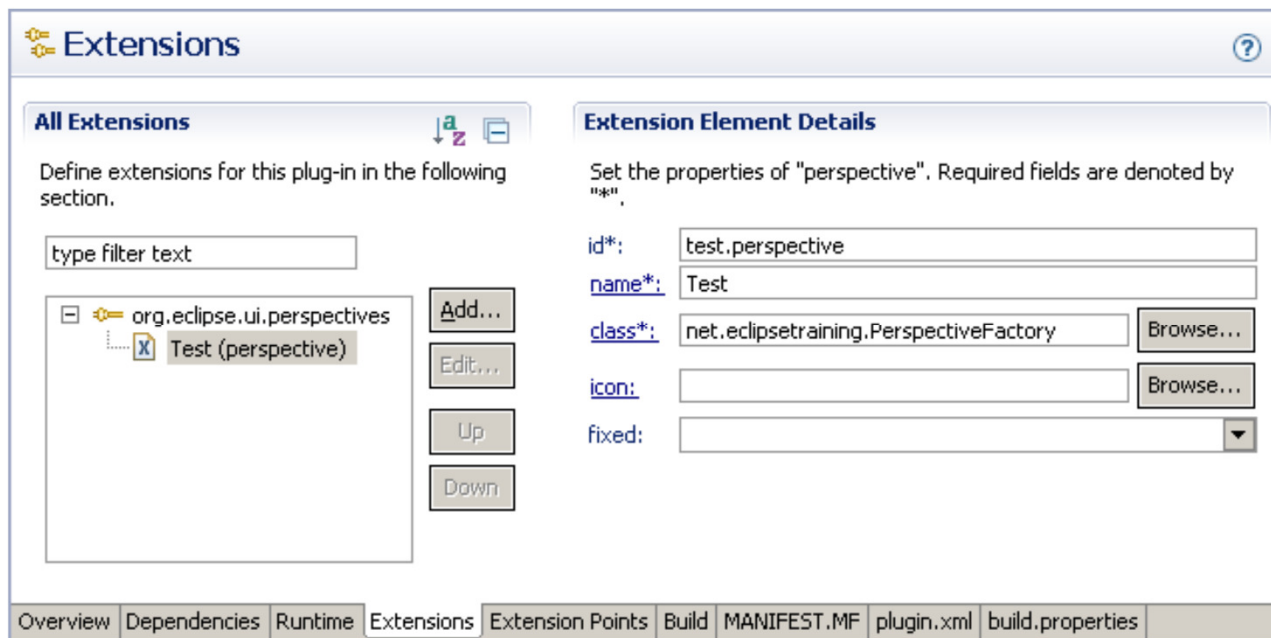 Extensions
All Extensions
Define extensions for this plug-in in the following
section.
type filter text
org.eclipse.ui.perspectives
Test (perspective)
Add...
Edit...
Up
Down
Extension Element Details
Set the properties of "perspective". Required fields are denoted by
"*".
id*: test.perspective
name*: Test
class*: net.eclipsetraining.PerspectiveFactory Browse...
icon: Browse...
fixed:
Overview Dependencies Runtime Extensions Extension Points Build MANIFEST.MF plugin.xml build.properties